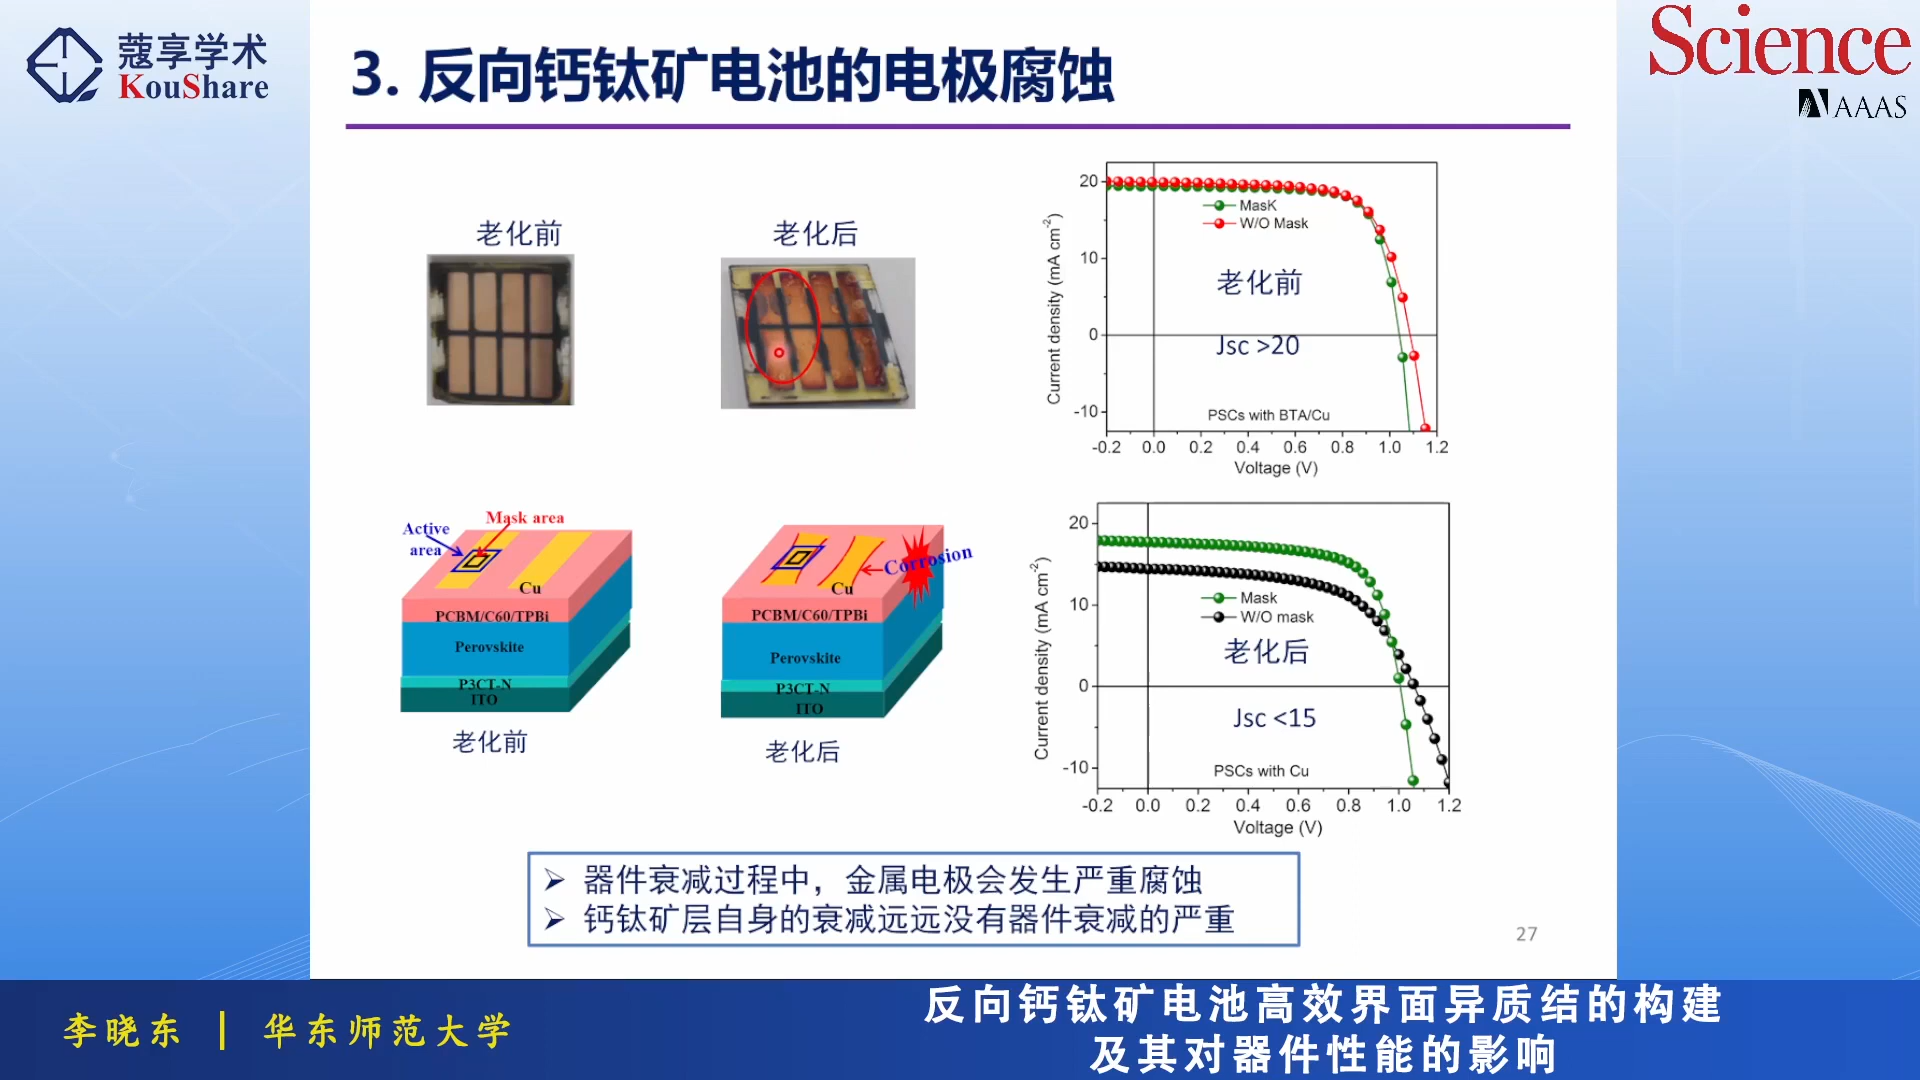 蔻享学术
KouShare
3. 反向钙钛矿电池的电极腐蚀
Science
AAAS
老化前
老化后
20
10
0
-10
Current density (mA cm⁻²)
MasK
W/O Mask
老化前
Jsc >20
PSCs with BTA/Cu
-0.2 0.0 0.2 0.4 0.6 0.8 1.0 1.2
Voltage (V)
Active
area
Mask area
Cu
PCBM/C60/TPBi
Perovskite
P3CT-N
ITO
老化前
Corrosion
Cu
PCBM/C60/TPBi
Perovskite
P3CT-N
ITO
老化后
20
10
0
-10
Current density (mA cm⁻²)
Mask
W/O mask
老化后
Jsc <15
PSCs with Cu
-0.2 0.0 0.2 0.4 0.6 0.8 1.0 1.2
Voltage (V)
➢ 器件衰减过程中，金属电极会发生严重腐蚀
➢ 钙钛矿层自身的衰减远远没有器件衰减的严重
27
李晓东 | 华东师范大学
反向钙钛矿电池高效界面异质结的构建
及其对器件性能的影响